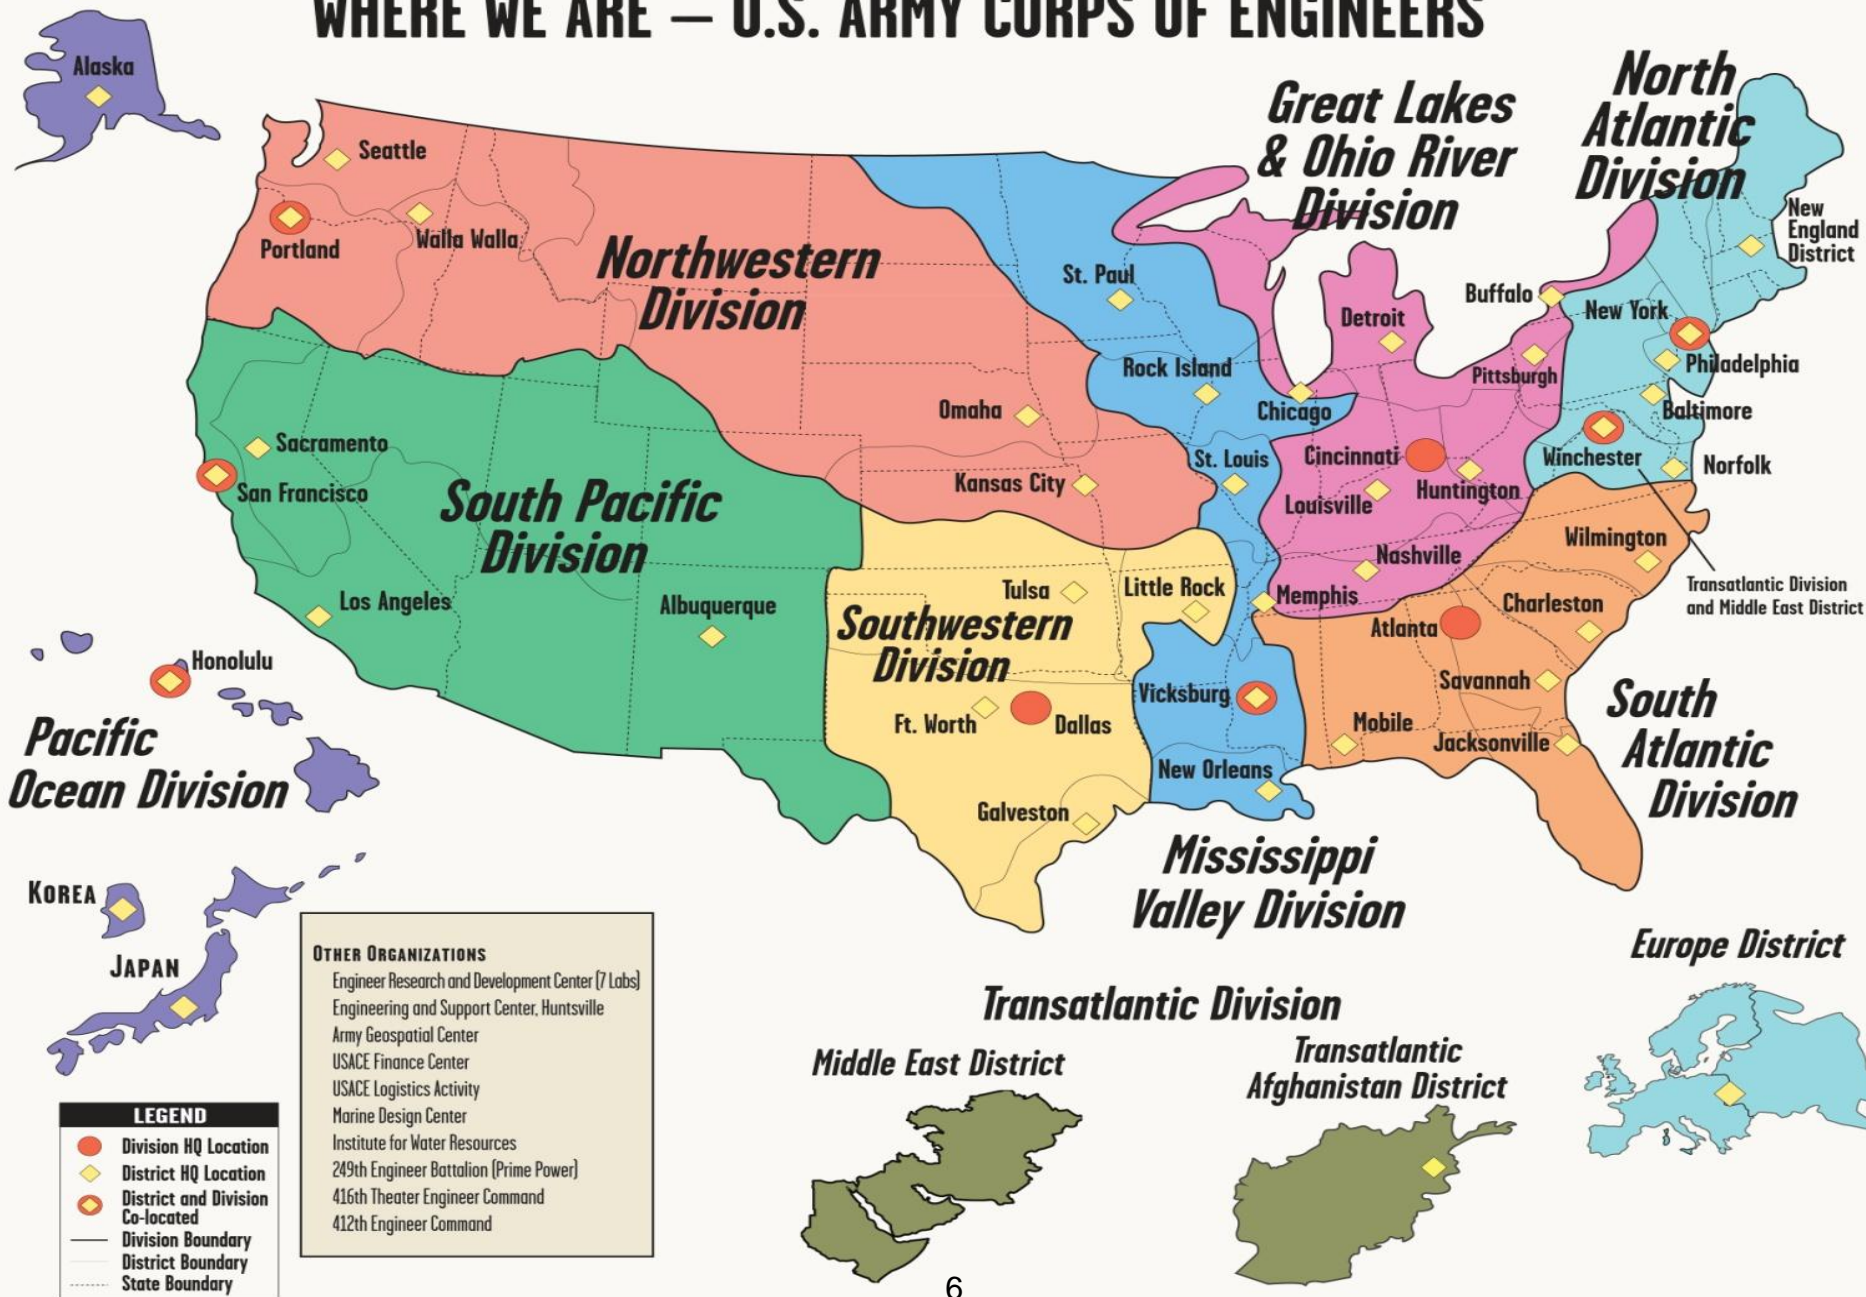 WHERE WE ARE – U.S. ARMY CORPS OF ENGINEERS
Alaska
Seattle
Portland
Walla Walla
Northwestern
Division
Omaha
Kansas City
Great Lakes
& Ohio River
Division
North
Atlantic
Division
New
England
District
St. Paul
Rock Island
St. Louis
Chicago
Detroit
Buffalo
Pittsburgh
Cincinnati
Louisville
Huntington
Nashville
Memphis
New York
Philadelphia
Baltimore
Winchester
Norfolk
Transatlantic Division
and Middle East District
Sacramento
San Francisco
South Pacific
Division
Los Angeles
Albuquerque
Tulsa
Little Rock
Southwestern
Division
Ft. Worth
Dallas
Galveston
Vicksburg
New Orleans
Mississippi
Valley Division
Wilmington
Charleston
Atlanta
Savannah
Mobile
Jacksonville
South
Atlantic
Division
Honolulu
Pacific
Ocean Division
KOREA
JAPAN
OTHER ORGANIZATIONS
Engineer Research and Development Center (7 Labs)
Engineering and Support Center, Huntsville
Army Geospatial Center
USACE Finance Center
USACE Logistics Activity
Marine Design Center
Institute for Water Resources
249th Engineer Battalion (Prime Power)
416th Theater Engineer Command
412th Engineer Command
LEGEND
Division HQ Location
District HQ Location
District and Division
Co-located
Division Boundary
District Boundary
State Boundary
Transatlantic Division
Middle East District
Transatlantic
Afghanistan District
Europe District
6